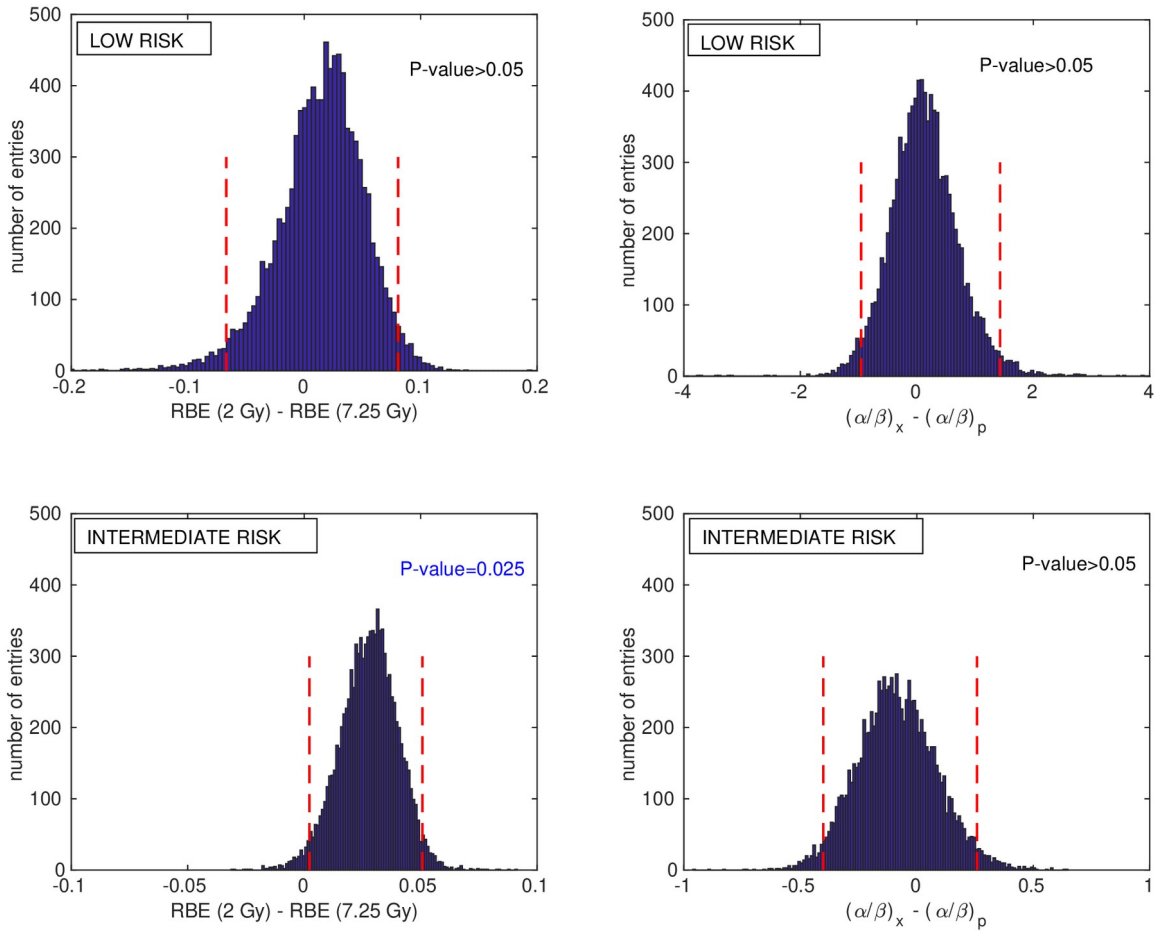 LOW RISK
P-value>0.05
number of entries
500
400
300
200
100
0
-0.2
-0.1
0
0.1
0.2
RBE (2 Gy) - RBE (7.25 Gy)
LOW RISK
P-value>0.05
number of entries
500
400
300
200
100
0
-4
-2
0
2
4
(α/β)x - (α/β)p
INTERMEDIATE RISK
P-value=0.025
number of entries
500
400
300
200
100
0
-0.1
-0.05
0
0.05
0.1
RBE (2 Gy) - RBE (7.25 Gy)
INTERMEDIATE RISK
P-value>0.05
number of entries
500
400
300
200
100
0
-1
-0.5
0
0.5
1
(α/β)x - (α/β)p